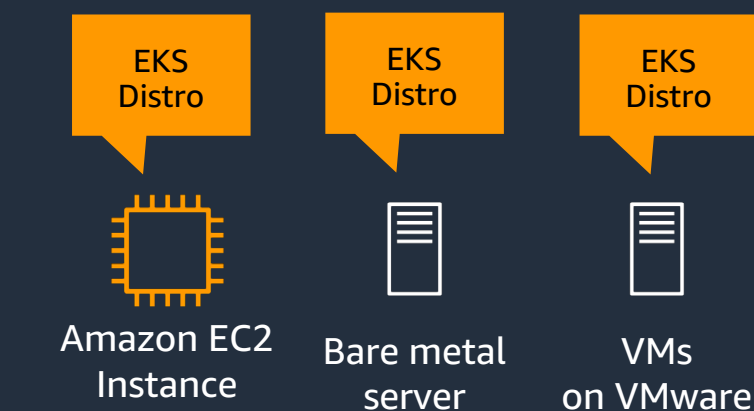 EKS
Distro
EKS
Distro
EKS
Distro
Amazon EC2
Instance
Bare metal
server
VMs
on VMware